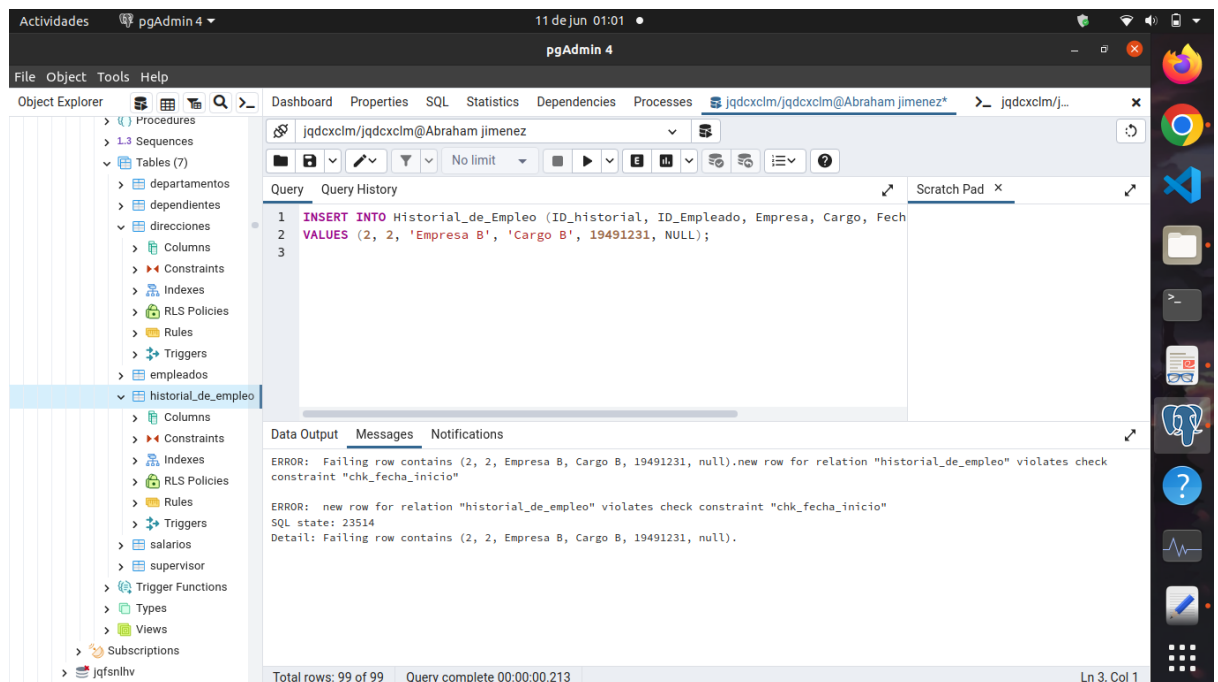 Actividades pgAdmin 4 11 de jun 01:01
pgAdmin 4
File Object Tools Help
Object Explorer
Dashboard Properties SQL Statistics Dependencies Processes jqdcxclm/jqdcxclm@Abraham jimenez* jqdcxclm/j...
Procedures
1..3 Sequences
Tables (7)
departamentos
dependientes
direcciones
Columns
Constraints
Indexes
RLS Policies
Rules
Triggers
empleados
historial_de_empleo
Columns
Constraints
Indexes
RLS Policies
Rules
Triggers
salarios
supervisor
Trigger Functions
Types
Views
Subscriptions
jqfsnlhv
jqdcxclm/jqdcxclm@Abraham jimenez
No limit
Query Query History
Scratch Pad
1 INSERT INTO Historial_de_Empleo (ID_historial, ID_Empleado, Empresa, Cargo, Fech
2 VALUES (2, 2, 'Empresa B', 'Cargo B', 19491231, NULL);
3
Data Output Messages Notifications
ERROR:  Failing row contains (2, 2, Empresa B, Cargo B, 19491231, null).new row for relation "historial_de_empleo" violates check
constraint "chk_fecha_inicio"
ERROR:  new row for relation "historial_de_empleo" violates check constraint "chk_fecha_inicio"
SQL state: 23514
Detail: Failing row contains (2, 2, Empresa B, Cargo B, 19491231, null).
Total rows: 99 of 99 Query complete 00:00:00.213 Ln 3, Col 1